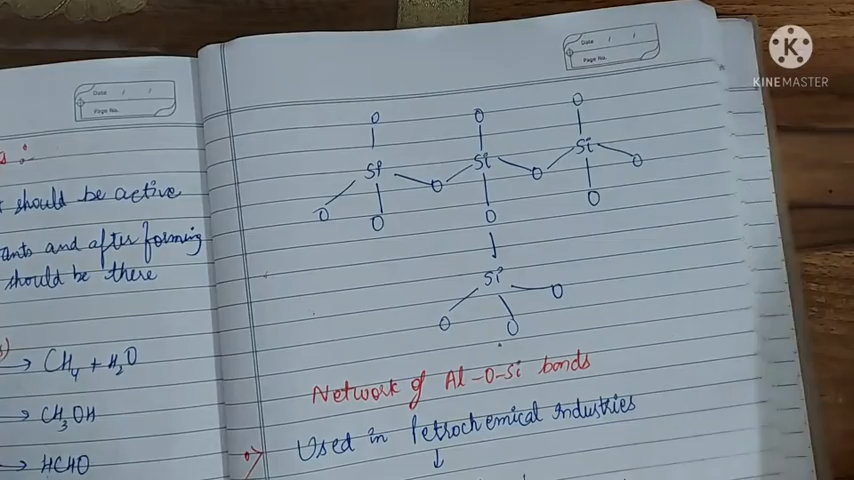 Date / /
Page No.
s :
should be active
ants and after forming
should be there
→ CH4 + H2O
→ CH3OH
→ HCHO
Date / /
Page No.
O O O
Si Si Si
O O O O
O O O
Si
O O O
Network of Al-O-Si bonds
Used in Petrochemical industries
↓
K
KINEMASTER